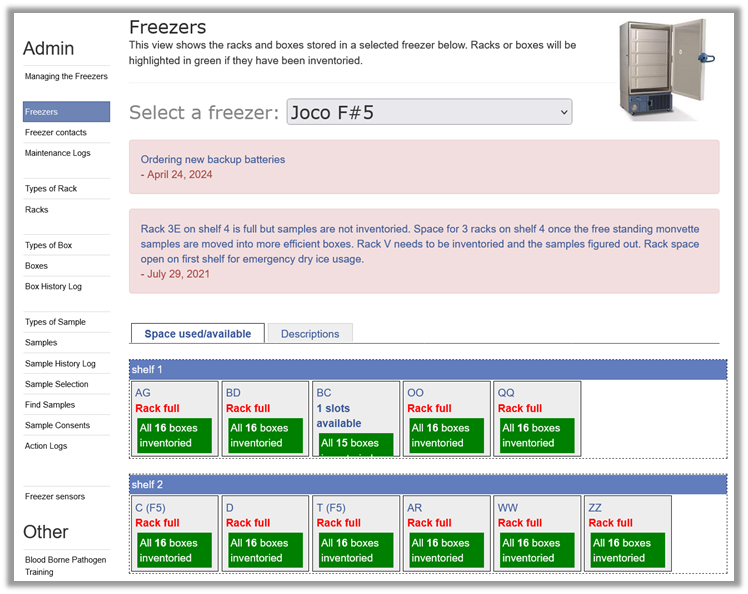 Admin
Managing the Freezers
Freezers
Freezer contacts
Maintenance Logs
Types of Rack
Racks
Types of Box
Boxes
Box History Log
Types of Sample
Samples
Sample History Log
Sample Selection
Find Samples
Sample Consents
Action Logs
Freezer sensors
Other
Blood Borne Pathogen
Training
Freezers
This view shows the racks and boxes stored in a selected freezer below. Racks or boxes will be
highlighted in green if they have been inventoried.
Select a freezer: Joco F#5
Ordering new backup batteries
- April 24, 2024
Rack 3E on shelf 4 is full but samples are not inventoried. Space for 3 racks on shelf 4 once the free standing monvette
samples are moved into more efficient boxes. Rack V needs to be inventoried and the samples figured out. Rack space
open on first shelf for emergency dry ice usage.
- July 29, 2021
Space used/available
Descriptions
shelf 1
AG
Rack full
All 16 boxes
inventoried
BD
Rack full
All 16 boxes
inventoried
BC
1 slots
available
All 15 boxes
OO
Rack full
All 16 boxes
inventoried
QQ
Rack full
All 16 boxes
inventoried
shelf 2
C (F5)
Rack full
All 16 boxes
inventoried
D
Rack full
All 16 boxes
inventoried
T (F5)
Rack full
All 16 boxes
inventoried
AR
Rack full
All 16 boxes
inventoried
WW
Rack full
All 16 boxes
inventoried
ZZ
Rack full
All 16 boxes
inventoried